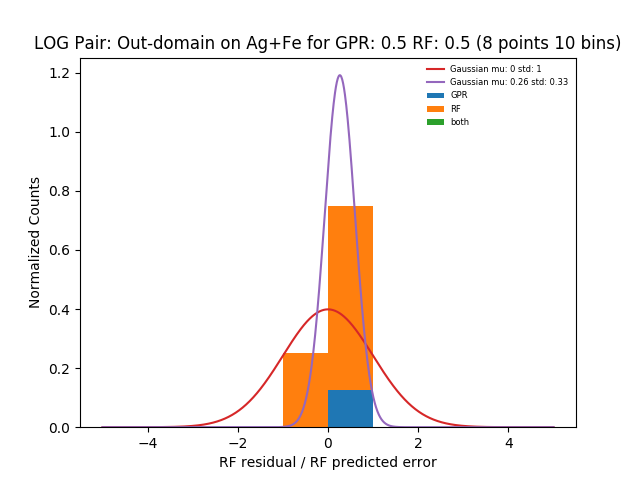 LOG Pair: Out-domain on Ag+Fe for GPR: 0.5 RF: 0.5 (8 points 10 bins)
Gaussian mu: 0 std: 1
Gaussian mu: 0.26 std: 0.33
GPR
RF
both
Normalized Counts
1.2
1.0
0.8
0.6
0.4
0.2
0.0
−4
−2
0
2
4
RF residual / RF predicted error